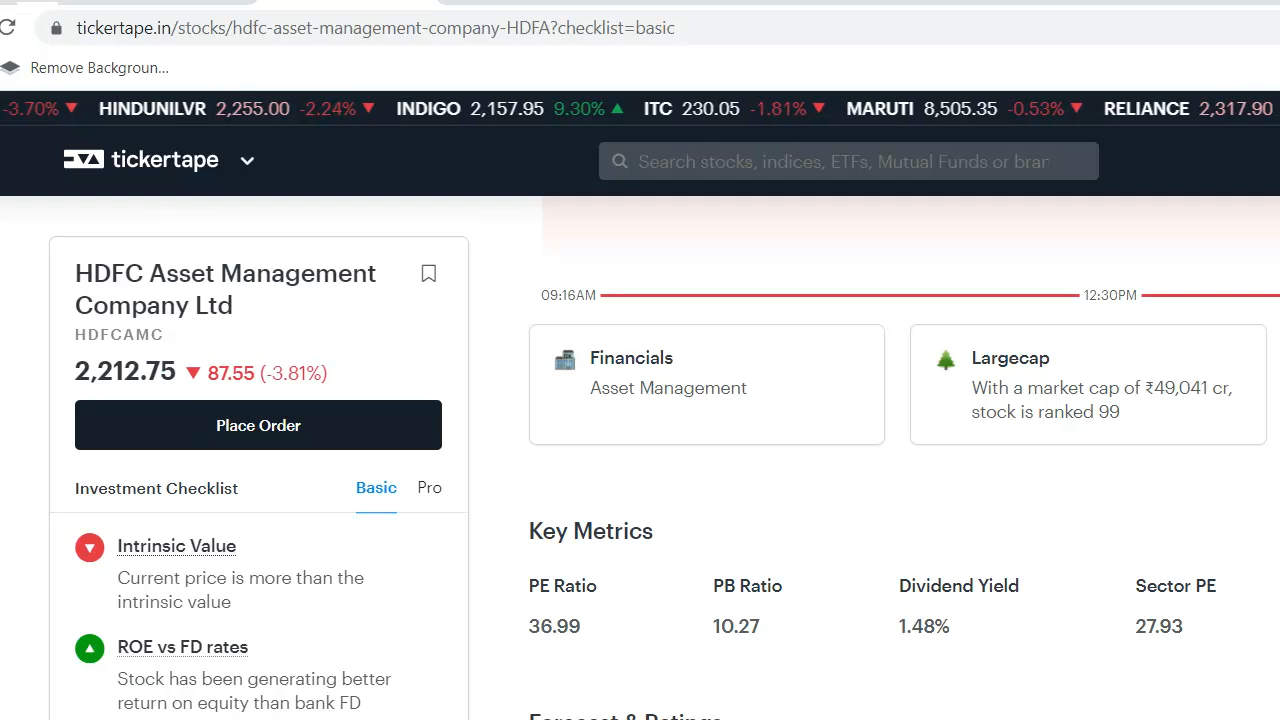 tickertape.in/stocks/hdfc-asset-management-company-HDFA?checklist=basic
Remove Backgroun...
-3.70% ▼ HINDUNILVR 2,255.00 -2.24% ▼ INDIGO 2,157.95 9.30% ▲ ITC 230.05 -1.81% ▼ MARUTI 8,505.35 -0.53% ▼ RELIANCE 2,317.90
tickertape
Search stocks, indices, ETFs, Mutual Funds or brar
HDFC Asset Management
Company Ltd
HDFCAMC
2,212.75 ▼ 87.55 (-3.81%)
Place Order
Investment Checklist Basic Pro
Intrinsic Value
Current price is more than the
intrinsic value
ROE vs FD rates
Stock has been generating better
return on equity than bank FD
09:16AM 12:30PM
Financials
Asset Management
Largecap
With a market cap of ₹49,041 cr,
stock is ranked 99
Key Metrics
PE Ratio PB Ratio Dividend Yield Sector PE
36.99 10.27 1.48% 27.93
Forecast & Ratings